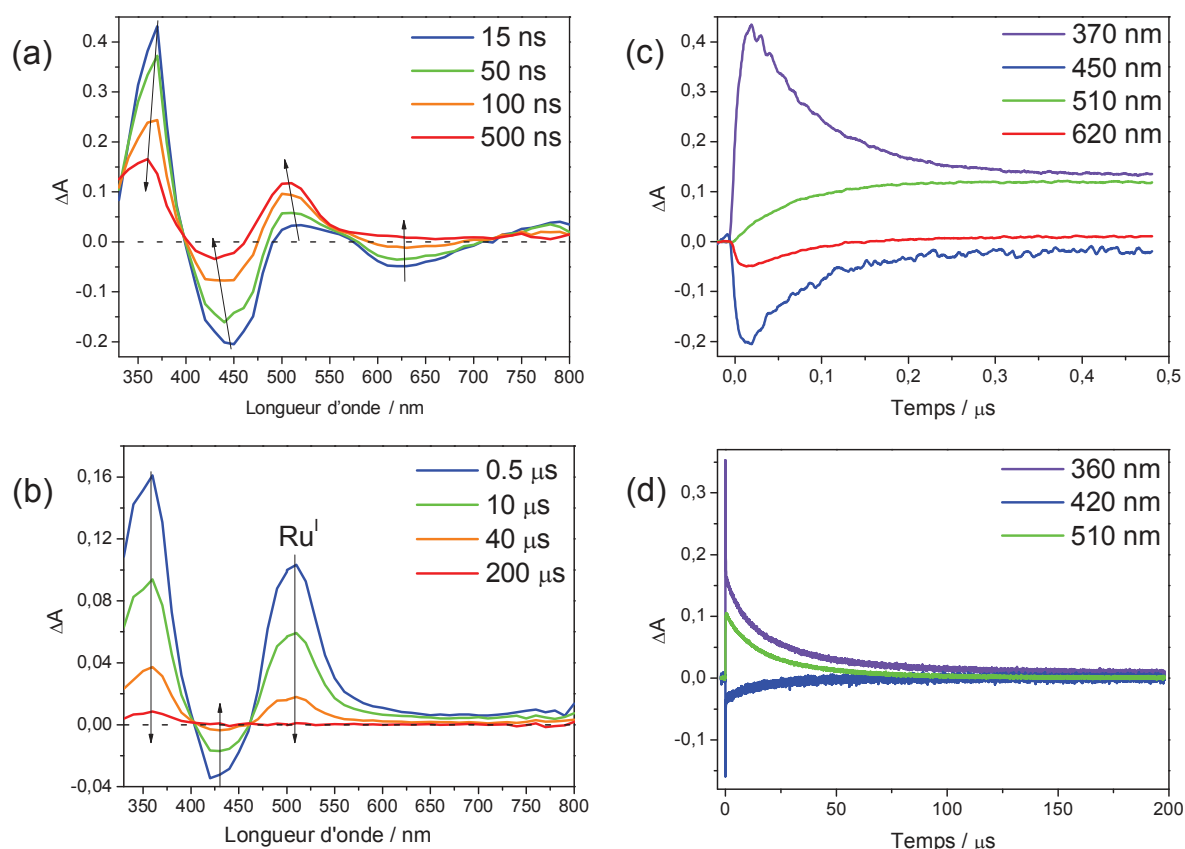 (a)
15 ns
50 ns
100 ns
500 ns
0.4
0.3
0.2
0.1
0.0
-0.1
-0.2
ΔA
350 400 450 500 550 600 650 700 750 800
Longueur d'onde / nm
(c)
370 nm
450 nm
510 nm
620 nm
0,4
0,3
0,2
0,1
0,0
-0,1
-0,2
ΔA
0,0 0,1 0,2 0,3 0,4 0,5
Temps / μs
(b)
0.5 μs
10 μs
40 μs
200 μs
Ru^I
0,16
0,12
0,08
0,04
0,00
-0,04
ΔA
350 400 450 500 550 600 650 700 750 800
Longueur d'onde / nm
(d)
360 nm
420 nm
510 nm
0,3
0,2
0,1
0,0
-0,1
ΔA
0 50 100 150 200
Temps / μs